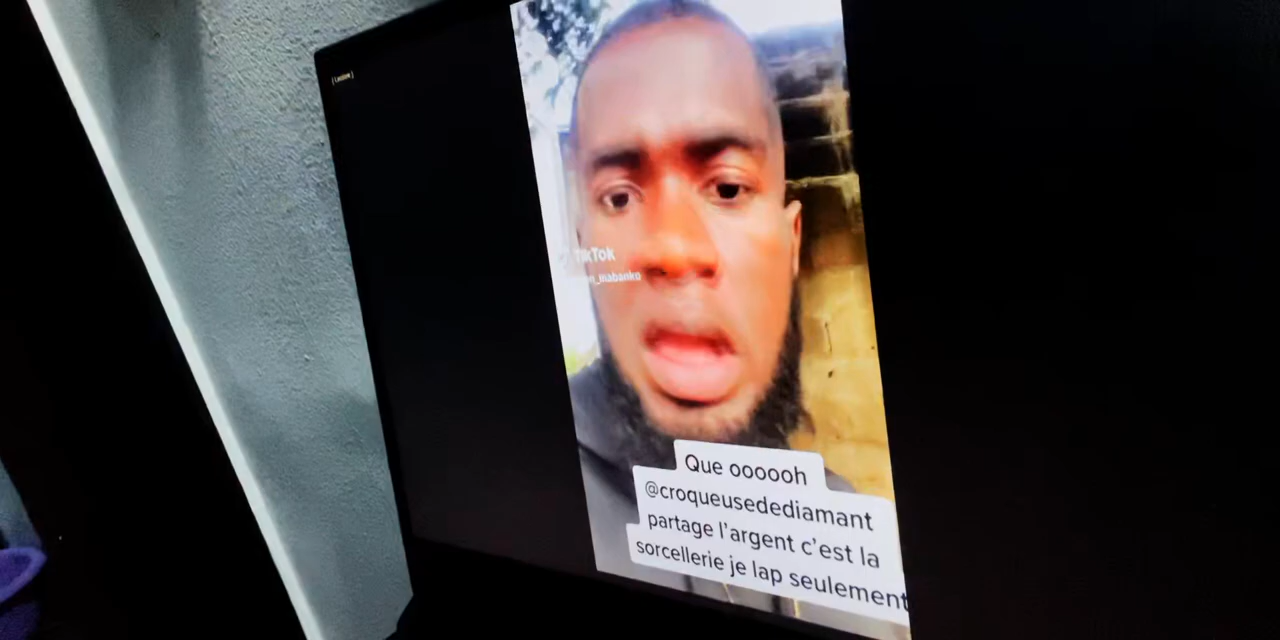 TikTok
Que oooooh
@croqueusedediamant
partage l'argent c'est la
sorcellerie je lap seulement